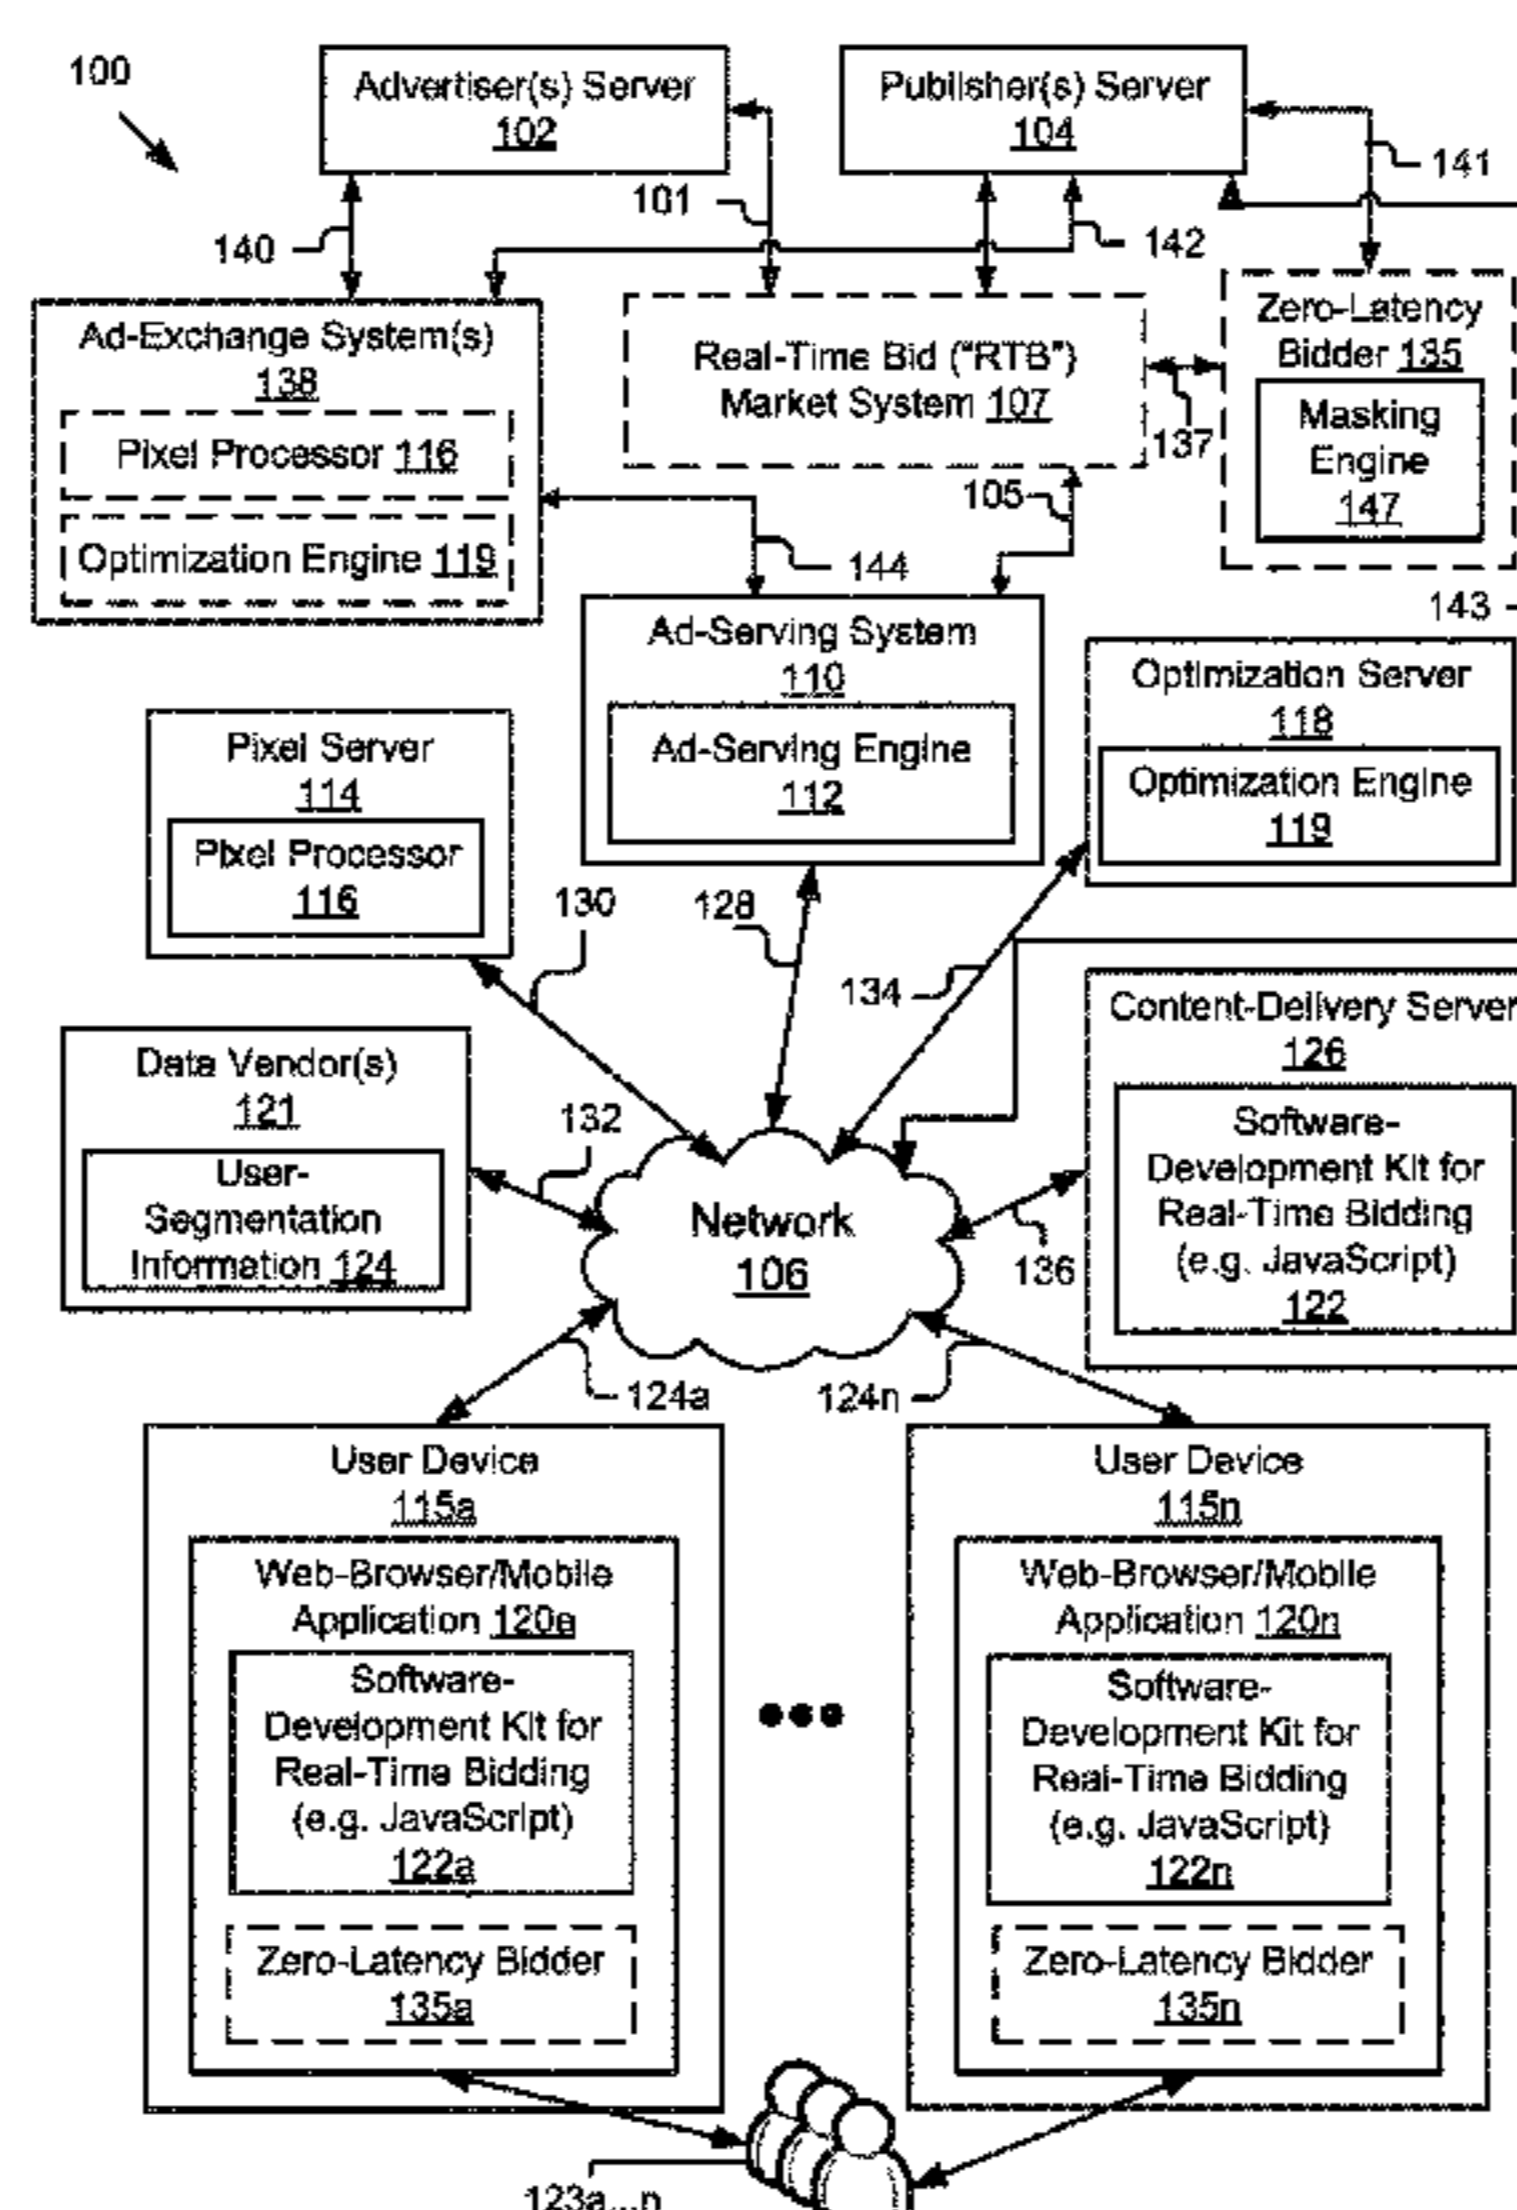 100
Advertiser(s) Server
102
Publisher(s) Server
104
101
140
142
141
Ad-Exchange System(s)
138
Pixel Processor 116
Optimization Engine 119
Real-Time Bid ("RTB")
Market System 107
137
Zero-Latency
Bidder 135
Masking
Engine
147
105
144
143
Ad-Serving System
110
Ad-Serving Engine
112
Optimization Server
118
Optimization Engine
119
Pixel Server
114
Pixel Processor
116
130
128
134
Data Vendor(s)
121
User-
Segmentation
Information 124
132
Network
106
136
Content-Delivery Server
126
Software-
Development Kit for
Real-Time Bidding
(e.g. JavaScript)
122
124a
124n
User Device
115a
Web-Browser/Mobile
Application 120a
Software-
Development Kit for
Real-Time Bidding
(e.g. JavaScript)
122a
Zero-Latency Bidder
135a
User Device
115n
Web-Browser/Mobile
Application 120n
Software-
Development Kit for
Real-Time Bidding
(e.g. JavaScript)
122n
Zero-Latency Bidder
135n
123a...n